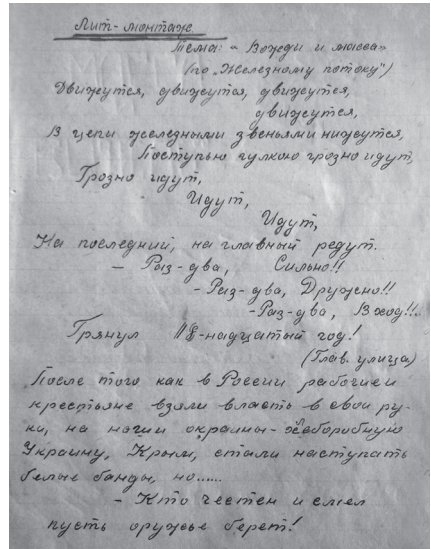 Лит-монтаж.
Тема: "Вожди и масса"
(по "Железному потоку")
Движутся, движутся, движутся,
движутся,
В цепи железными звеньями нижутся,
Поступью гулкою грозно идут,
Грозно идут,
Идут,
Идут,
На последний, на главный редут.
- Раз-два, Сильно!!
- Раз-два, Дружно!!
- Раз-два, В ход!!..
Грянул 18-надцатый год!
(Глав. улица)
После того как в России рабочие и
крестьяне взяли власть в свои ру-
ки, на наши окраины - хлебородную
Украину, Крым, стали наступать
белые банды, но......
- Кто честен и смел
пусть оружье берет!